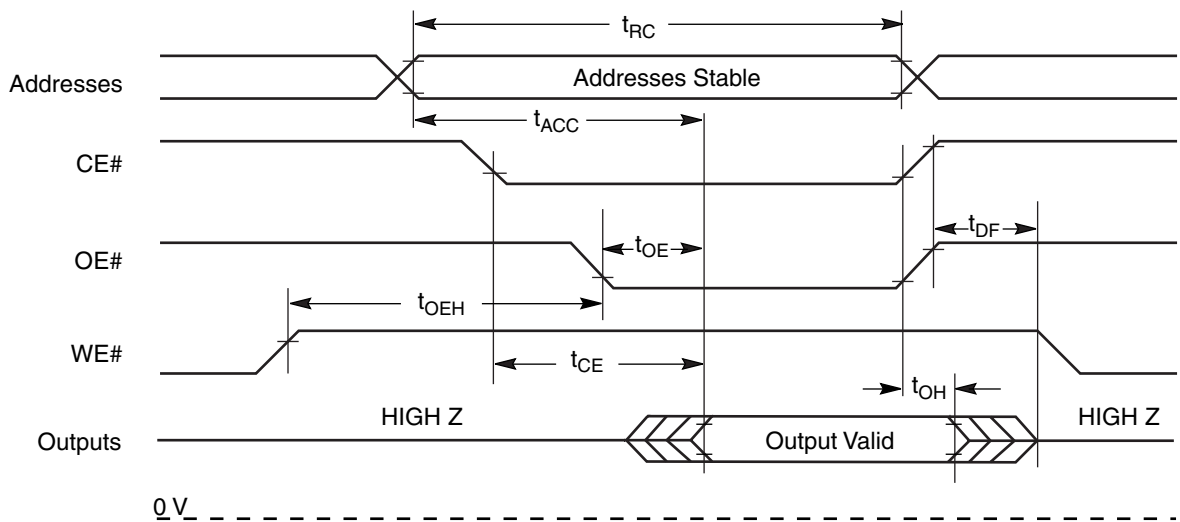 tRC
Addresses
Addresses Stable
tACC
CE#
tDF
OE#
tOE
tOEH
WE#
tCE
tOH
HIGH Z
HIGH Z
Outputs
Output Valid
0 V